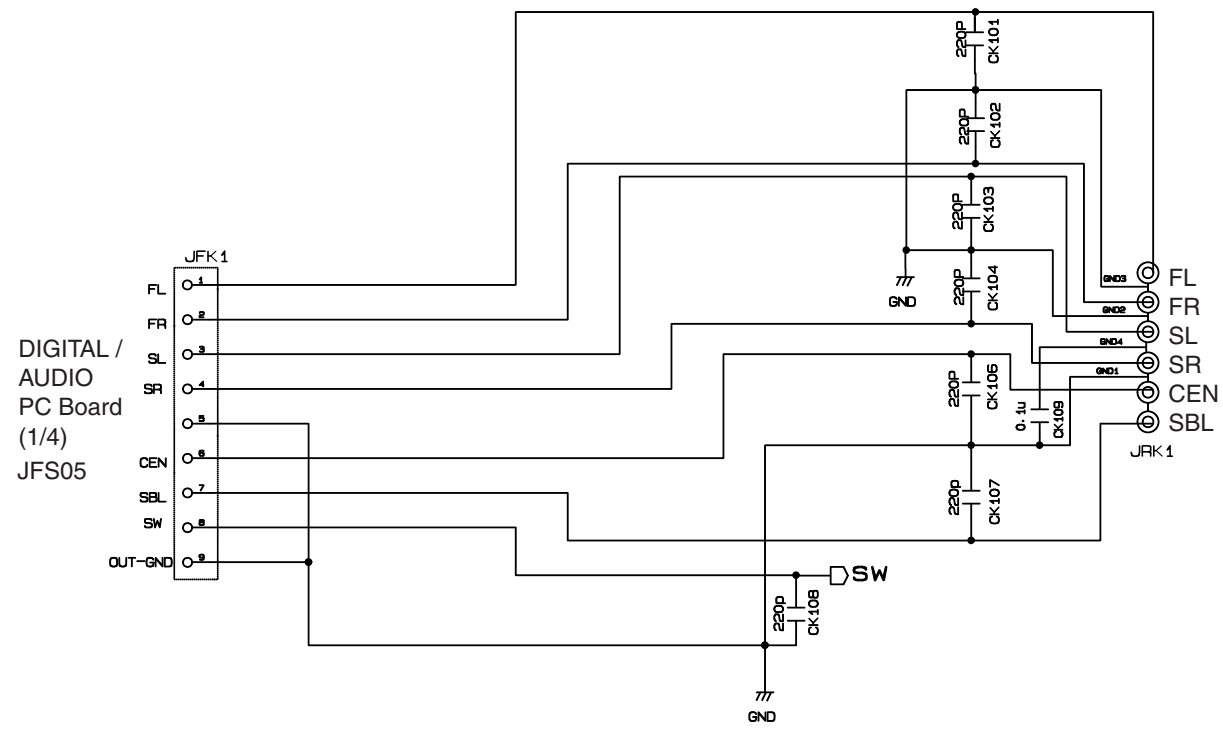 220P
CK101
220P
CK102
220P
CK103
220P
CK104
GND
JFK1
FL
1
FR
2
SL
3
SR
4
5
CEN
6
SBL
7
SW
8
OUT-GND
9
DIGITAL /
AUDIO
PC Board
(1/4)
JFS05
GND3
FL
FR
GND2
SL
GND4
SR
GND1
CEN
SBL
JRK1
220P
CK106
0.1u
CK109
220p
CK107
SW
220p
CK108
GND